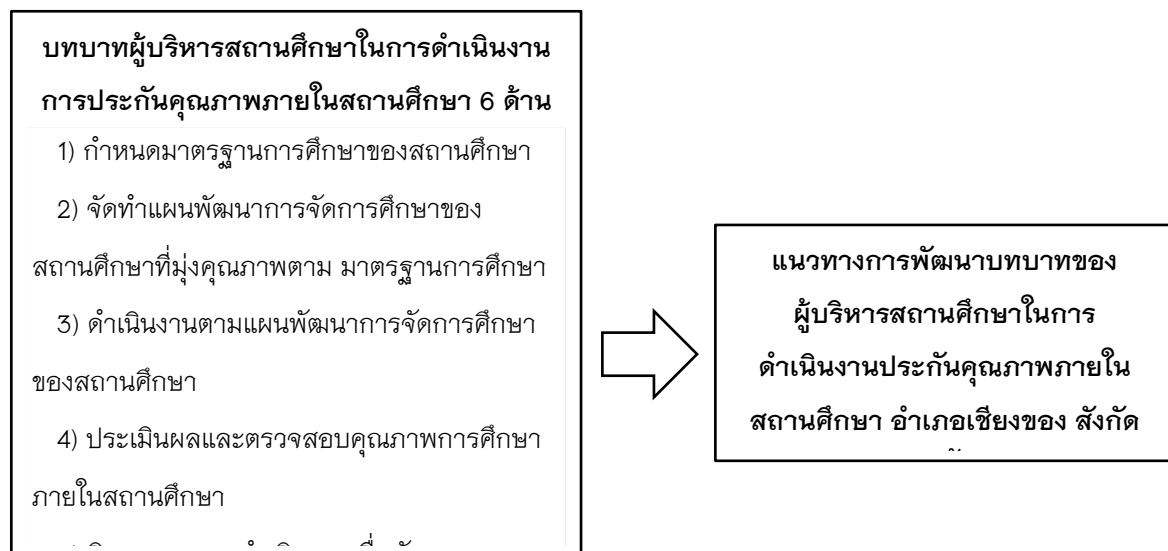 บทบาทผู้บริหารสถานศึกษาในการดำเนินงาน
การประกันคุณภาพภายในสถานศึกษา 6 ด้าน
1) กำหนดมาตรฐานการศึกษาของสถานศึกษา
2) จัดทำแผนพัฒนาการจัดการศึกษาของ
สถานศึกษาที่มุ่งคุณภาพตาม มาตรฐานการศึกษา
3) ดำเนินงานตามแผนพัฒนาการจัดการศึกษา
ของสถานศึกษา
4) ประเมินผลและตรวจสอบคุณภาพการศึกษา
ภายในสถานศึกษา
แนวทางการพัฒนาบทบาทของ
ผู้บริหารสถานศึกษาในการ
ดำเนินงานประกันคุณภาพภายใน
สถานศึกษา อำเภอเชียงของ สังกัด